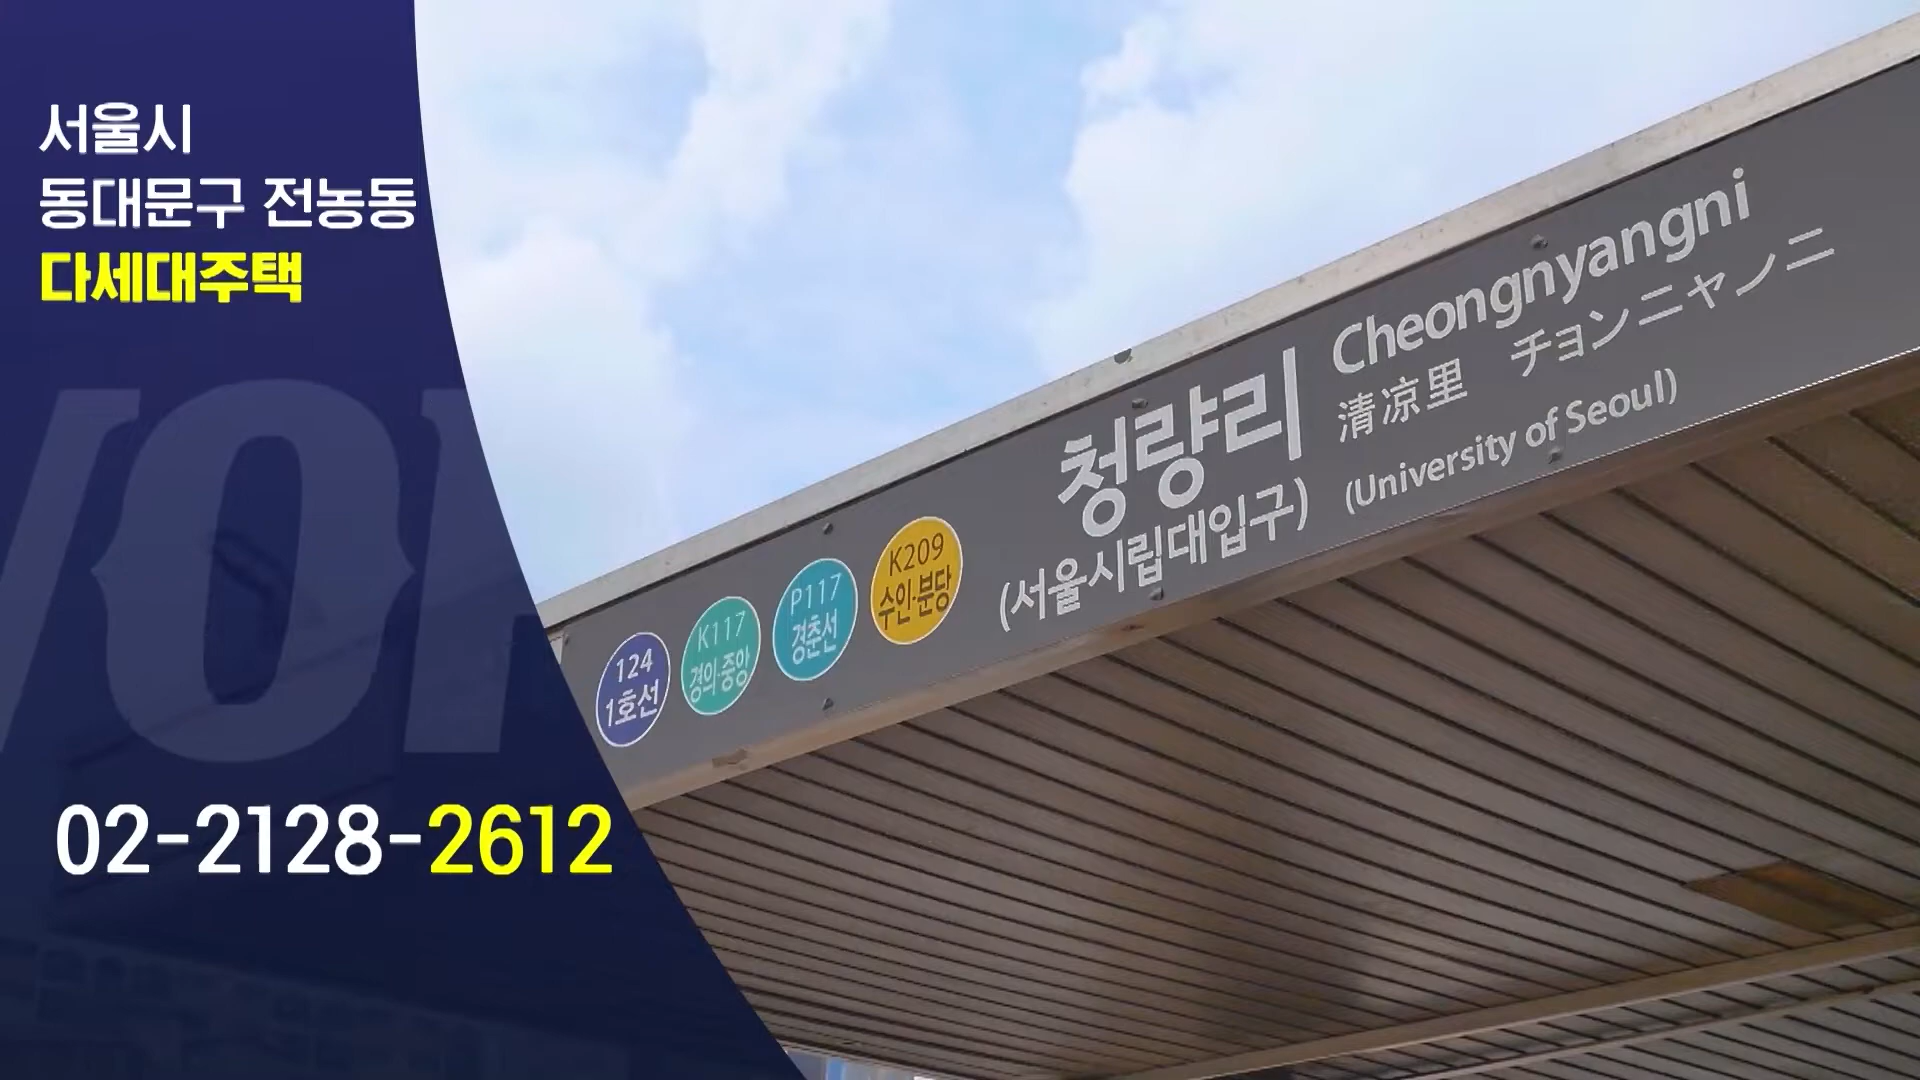 서울시
동대문구 전농동
다세대주택
02-2128-2612
124
1호선
K117
경의·중앙
P117
경춘선
K209
수인·분당
청량리
(서울시립대입구)
Cheongnyangni
清凉里 チョンニャンニ
(University of Seoul)